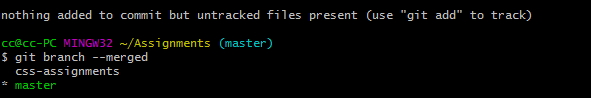 nothing added to commit but untracked files present (use "git add" to track)
cc@cc-PC MINGW32 ~/Assignments (master)
$ git branch --merged
  css-assignments
* master